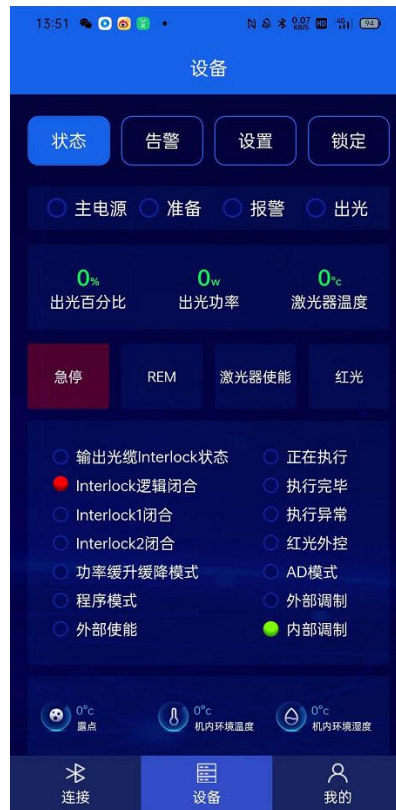 13:51 0.07 KB/S HD 4G 94
设备
状态 告警 设置 锁定
主电源 准备 报警 出光
0% 0w 0°c
出光百分比 出光功率 激光器温度
急停 REM 激光器使能 红光
输出光缆Interlock状态 正在执行
Interlock逻辑闭合 执行完毕
Interlock1闭合 执行异常
Interlock2闭合 红光外控
功率缓升缓降模式 AD模式
程序模式 外部调制
外部使能 内部调制
0°c 0°c 0°c
露点 机内环境温度 机内环境湿度
连接 设备 我的